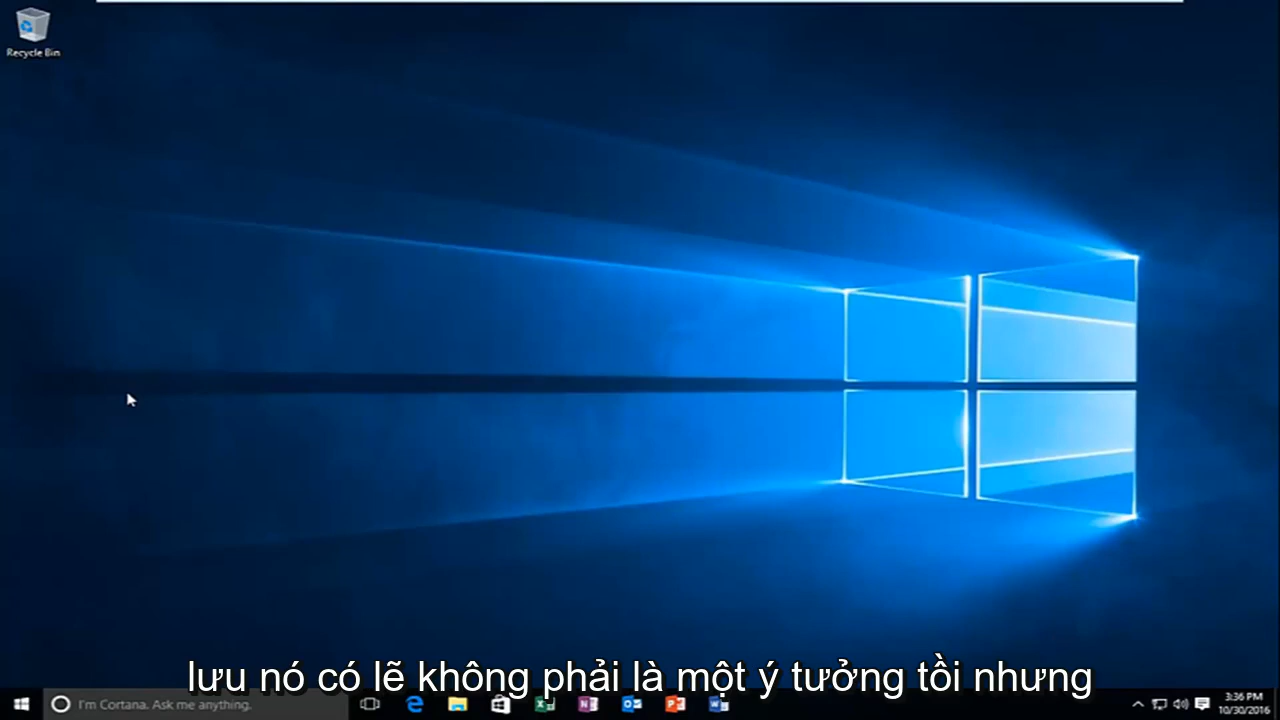 Recycle Bin
lưu nó có lẽ không phải là một ý tưởng tồi nhưng
I'm Cortana. Ask me anything.
3:36 PM
10/30/2016